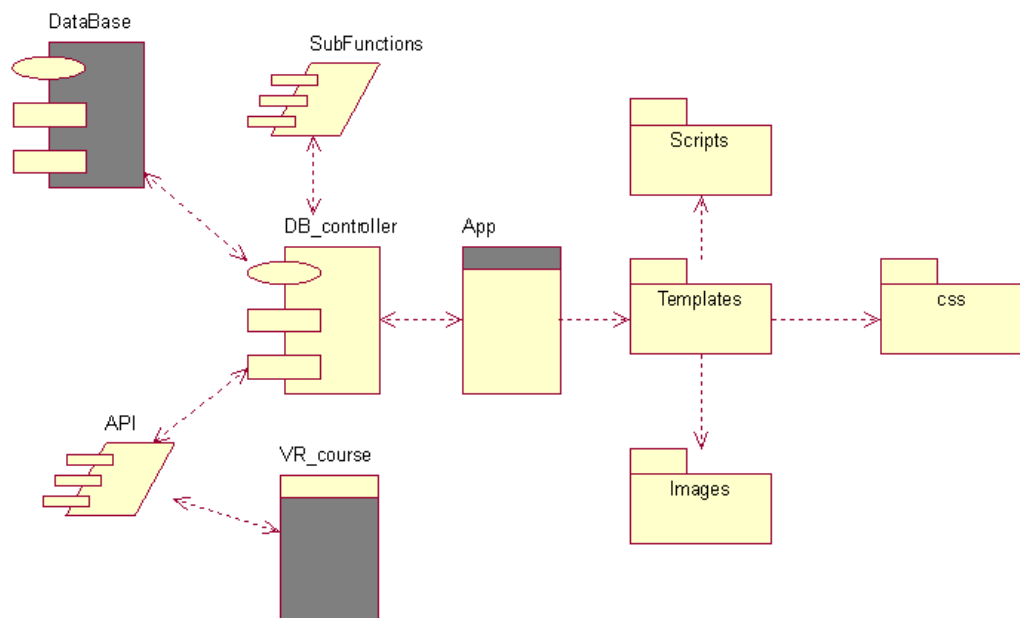 DataBase
SubFunctions
Scripts
DB_controller
App
Templates
css
API
VR_course
Images